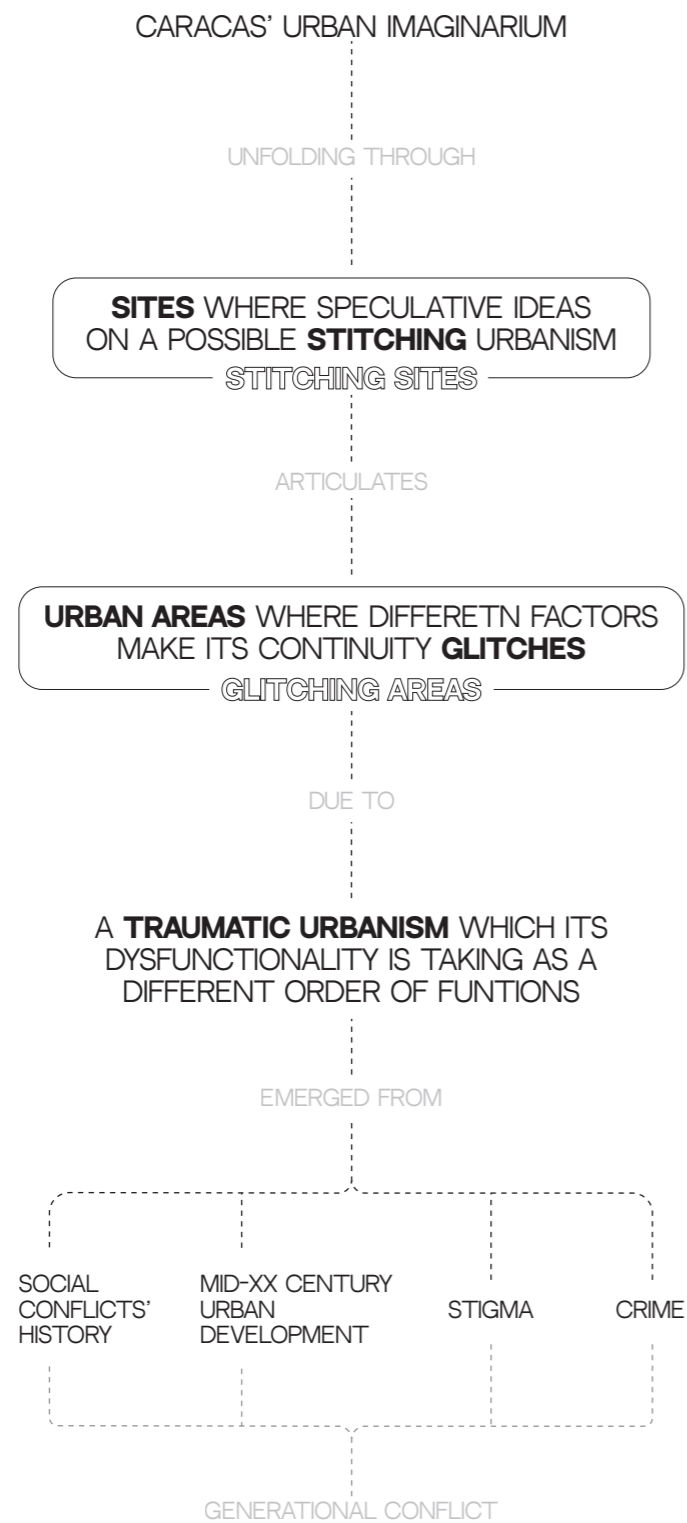 CARACAS' URBAN IMAGINARIUM
UNFOLDING THROUGH
SITES WHERE SPECULATIVE IDEAS
ON A POSSIBLE STITCHING URBANISM
STITCHING SITES
ARTICULATES
URBAN AREAS WHERE DIFFERETN FACTORS
MAKE ITS CONTINUITY GLITCHES
GLITCHING AREAS
DUE TO
A TRAUMATIC URBANISM WHICH ITS
DYSFUNCTIONALITY IS TAKING AS A
DIFFERENT ORDER OF FUNTIONS
EMERGED FROM
SOCIAL
CONFLICTS'
HISTORY
MID-XX CENTURY
URBAN
DEVELOPMENT
STIGMA
CRIME
GENERATIONAL CONFLICT